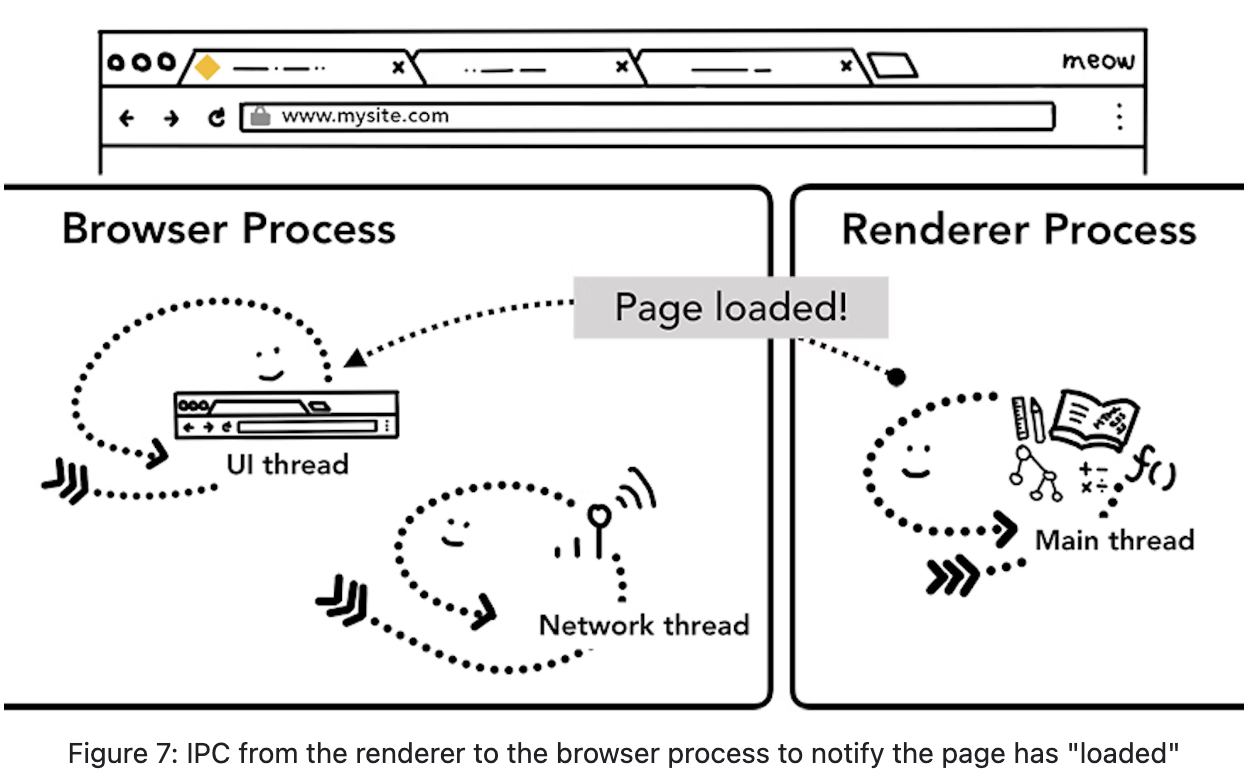 meow
www.mysite.com
Browser Process
Renderer Process
Page loaded!
UI thread
f()
+ -
× ÷
Main thread
Network thread
Figure 7: IPC from the renderer to the browser process to notify the page has "loaded"